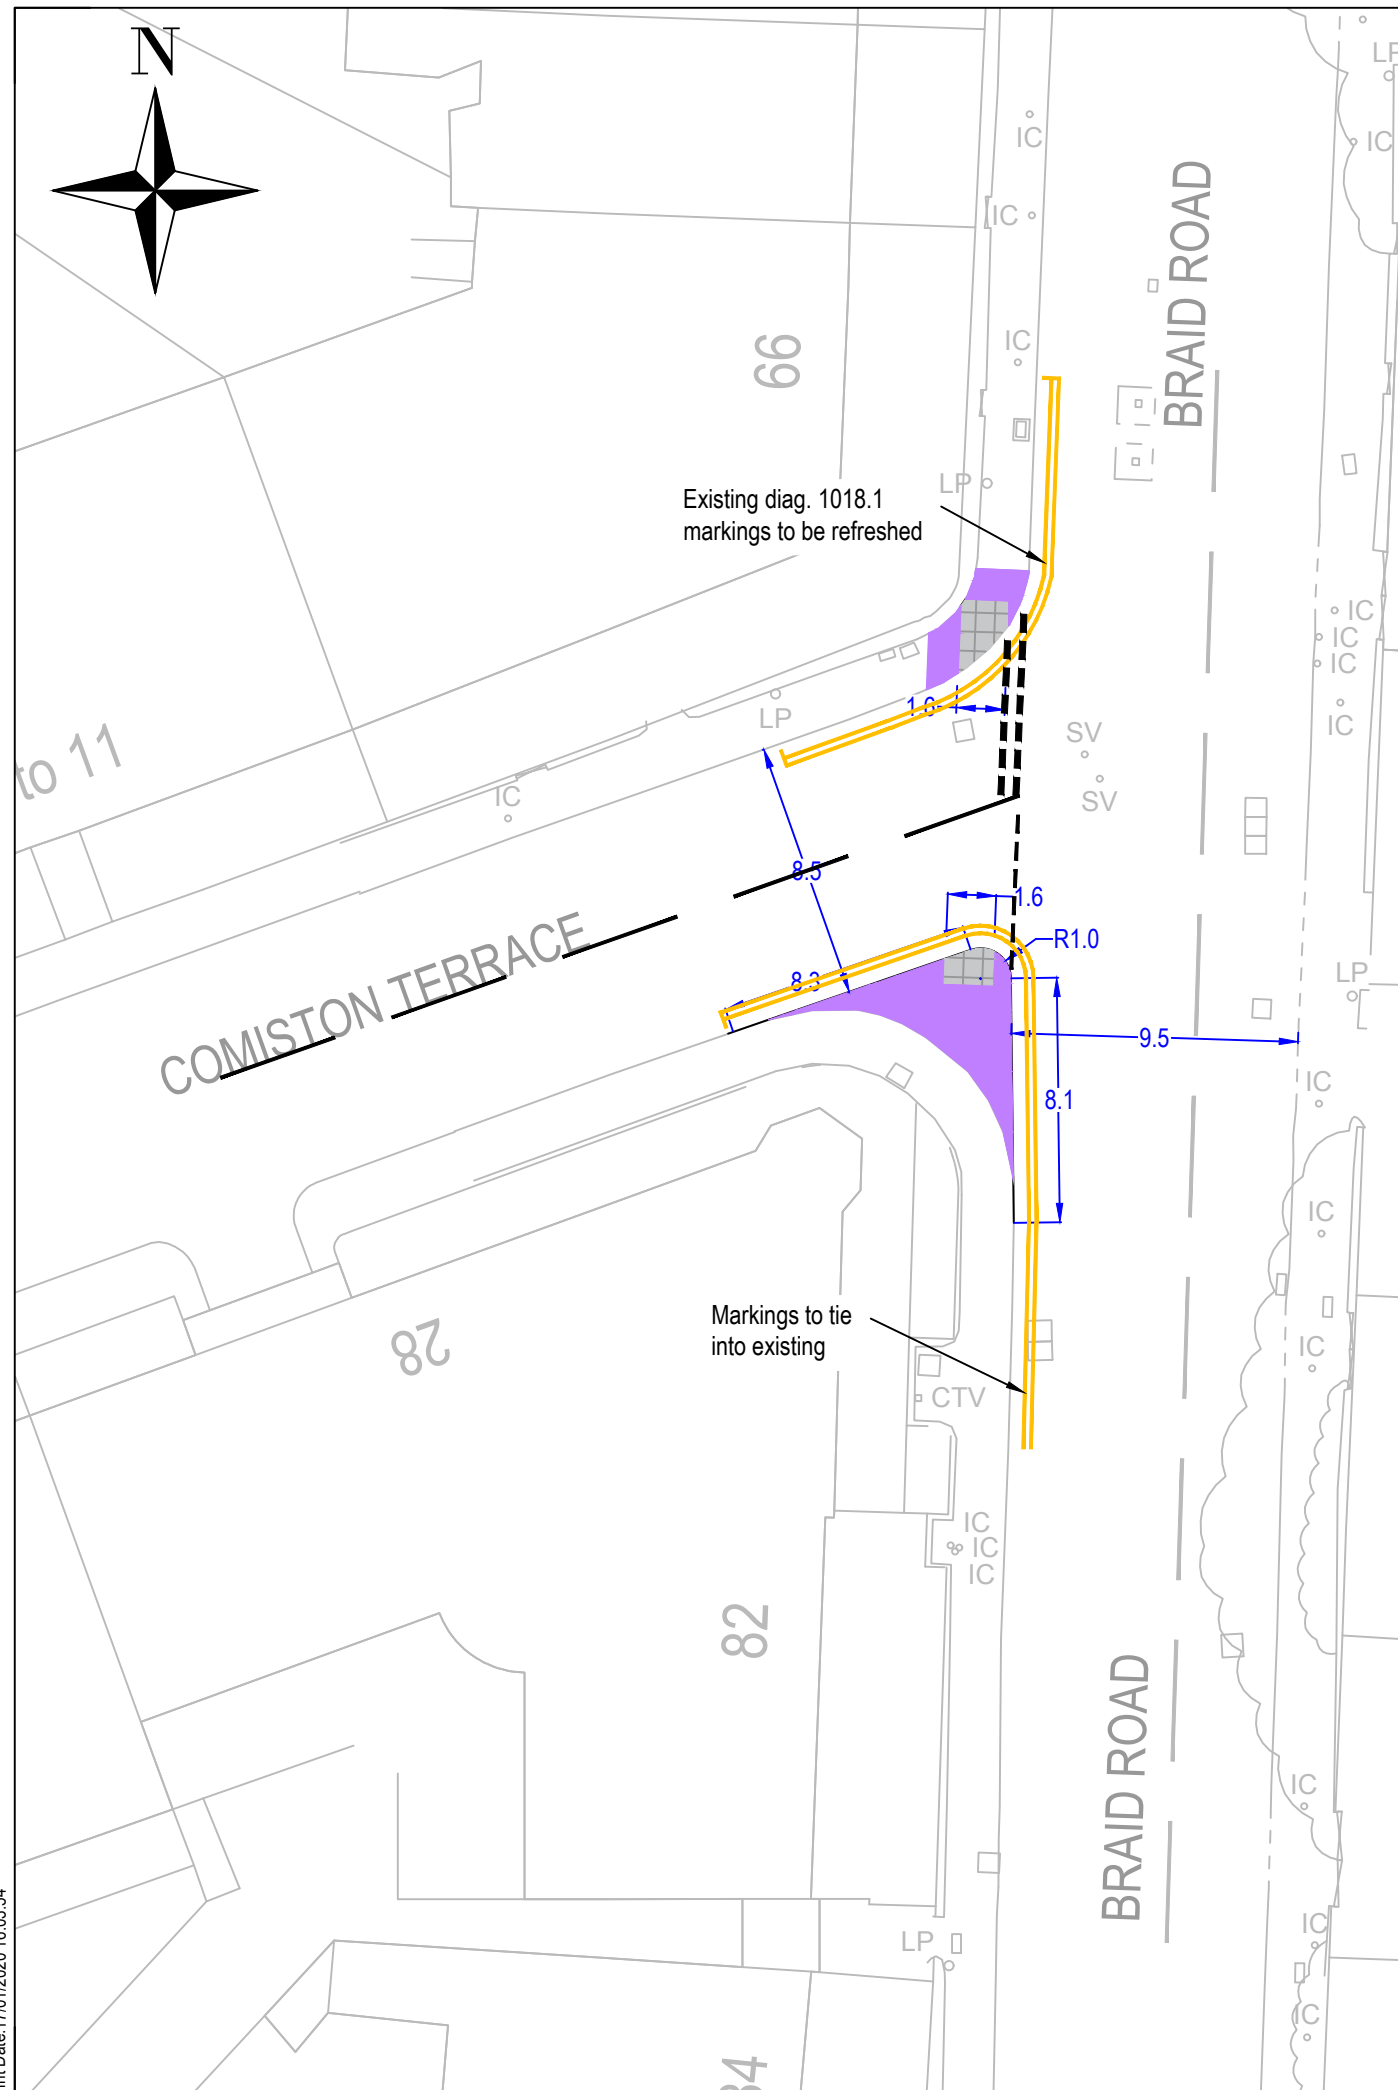 N
LP
IC
IC
IC
BRAID ROAD
IC
66
LP
Existing diag. 1018.1
markings to be refreshed
IC
IC
IC
1.6
LP
SV
IC
to 11
SV
IC
8.5
1.6
R1.0
COMISTON TERRACE
8.3
LP
9.5
IC
8.1
IC
Markings to tie
into existing
28
IC
CTV
IC
IC
IC
82
BRAID ROAD
IC
LP
IC
IC
84